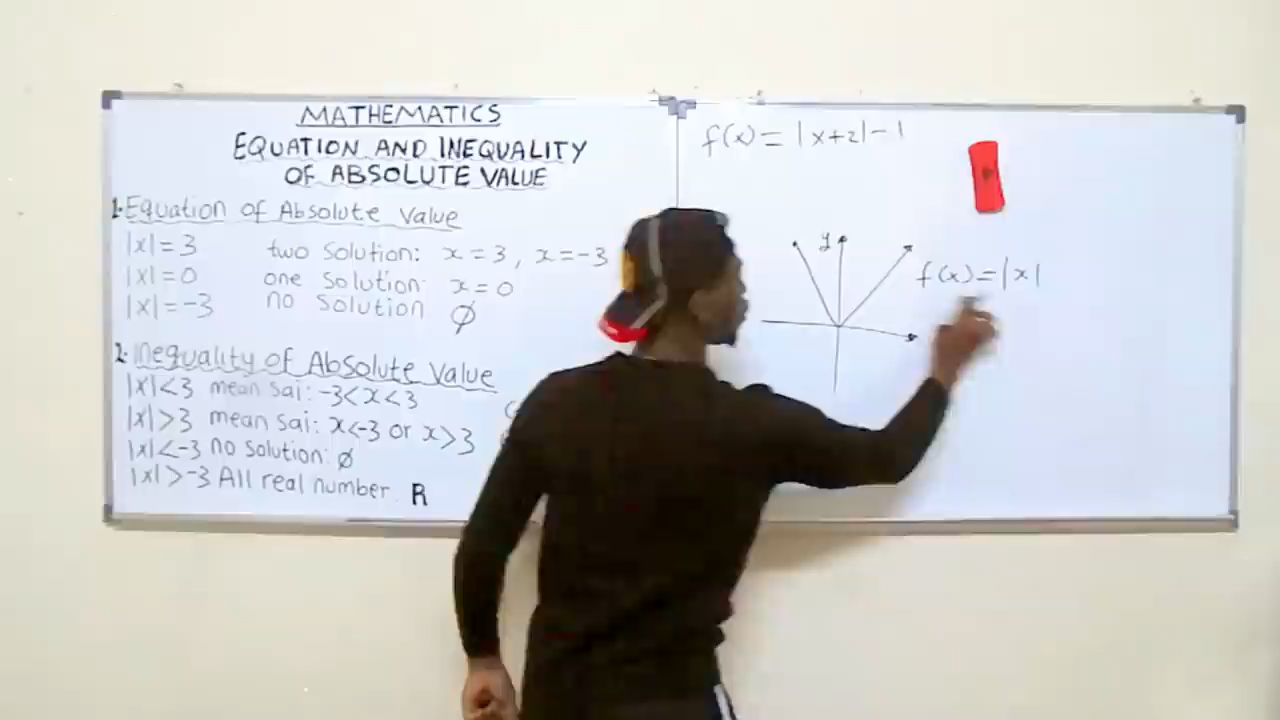 MATHEMATICS
EQUATION AND INEQUALITY
OF ABSOLUTE VALUE
1. Equation of Absolute Value
|x|=3 two Solution: x=3, x=-3
|x|=0 one Solution: x=0
|x|=-3 no Solution ∅
2. Inequality of Absolute Value
|x|<3 mean Sai: -3<x<3
|x|>3 mean Sai: x<-3 or x>3
|x|<-3 no Solution: ∅
|x|>-3 All real number. R
f(x)=|x+2|-1
y
f(x)=|x|